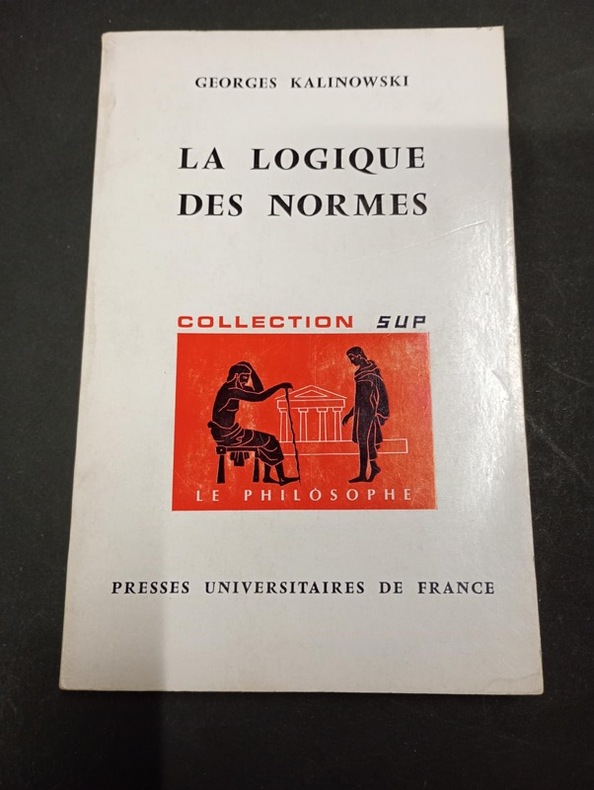 GEORGES KALINOWSKI
LA LOGIQUE
DES NORMES
COLLECTION SUP
LE PHILOSOPHE
PRESSES UNIVERSITAIRES DE FRANCE